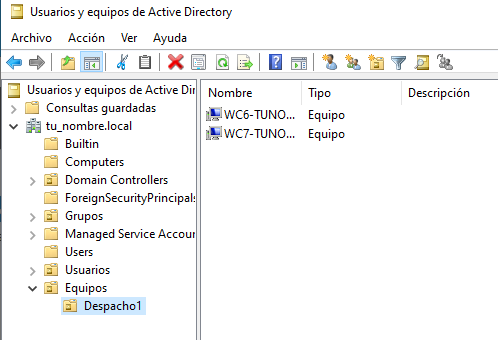 Usuarios y equipos de Active Directory
Archivo Acción Ver Ayuda
Usuarios y equipos de Active Dir
Consultas guardadas
tu_nombre.local
Builtin
Computers
Domain Controllers
ForeignSecurityPrincipals
Grupos
Managed Service Accour
Users
Usuarios
Equipos
Despacho1
Nombre Tipo Descripción
WC6-TUNO... Equipo
WC7-TUNO... Equipo